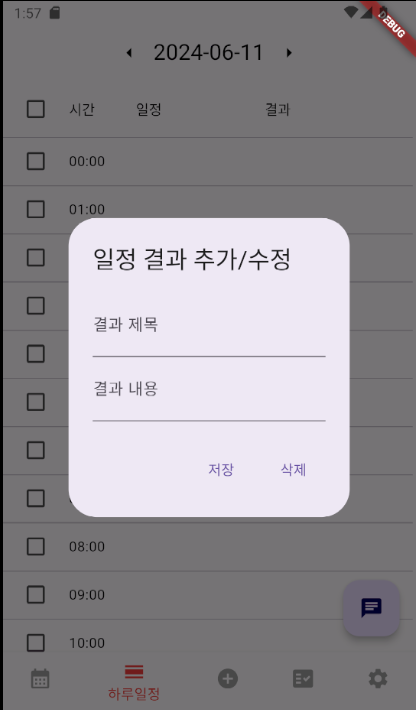 1:57
DEBUG
2024-06-11
시간 일정 결과
00:00
01:00
일정 결과 추가/수정
결과 제목
결과 내용
저장 삭제
08:00
09:00
10:00
하루일정